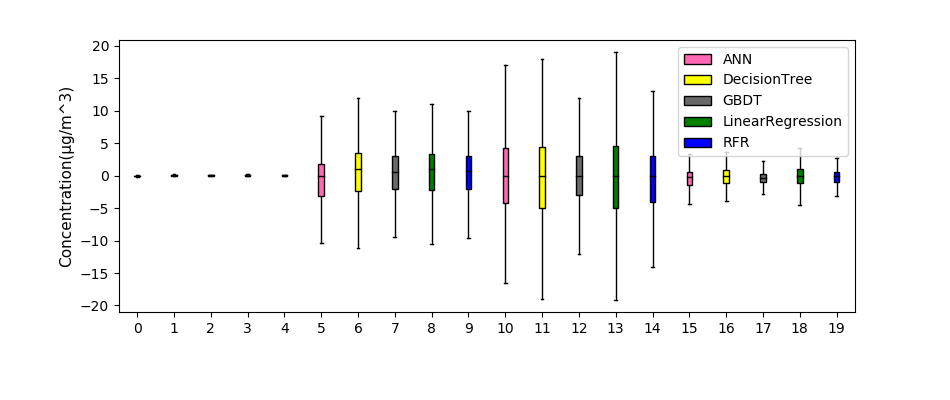 Concentration(μg/m^3)
20
15
10
5
0
−5
−10
−15
−20
ANN
DecisionTree
GBDT
LinearRegression
RFR
0 1 2 3 4 5 6 7 8 9 10 11 12 13 14 15 16 17 18 19